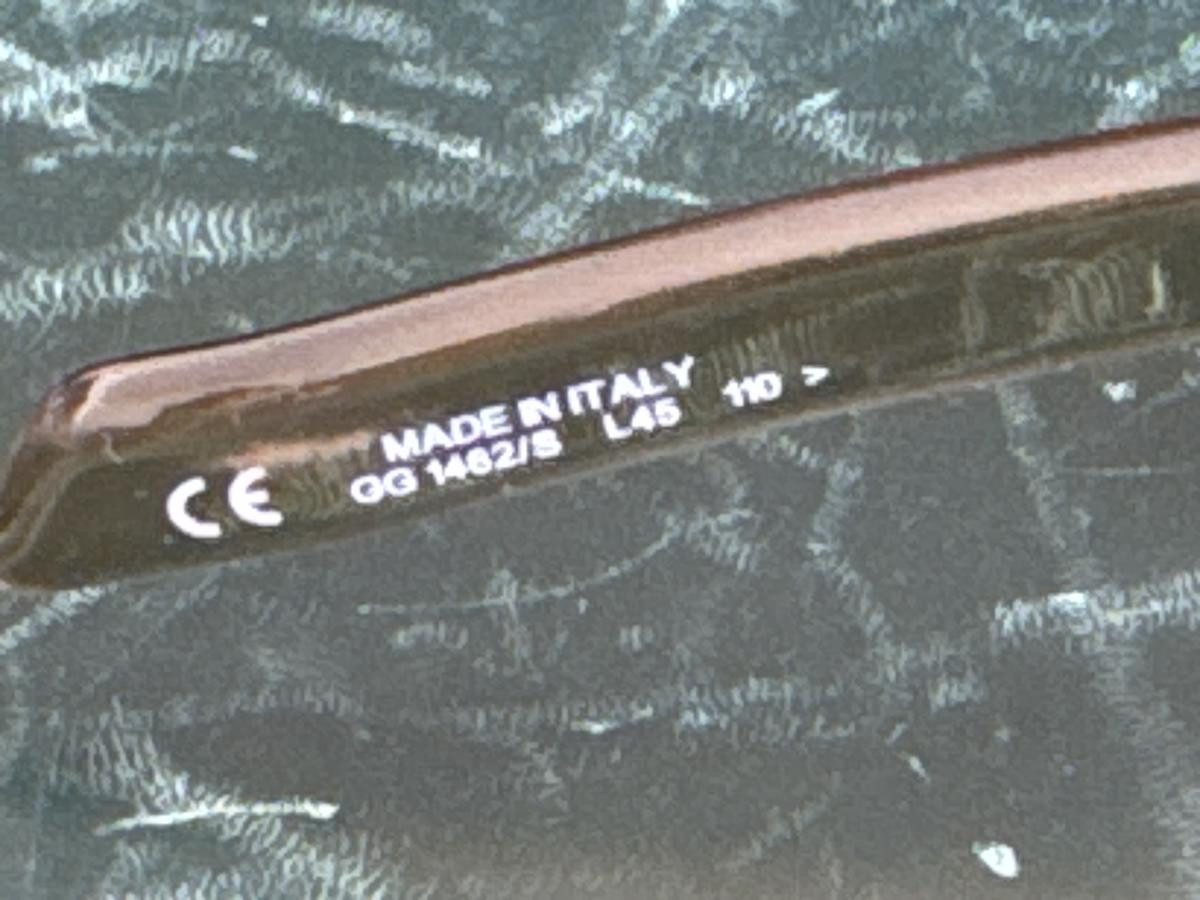 MADE IN ITALY
CE GG 1462/S L45 110 >